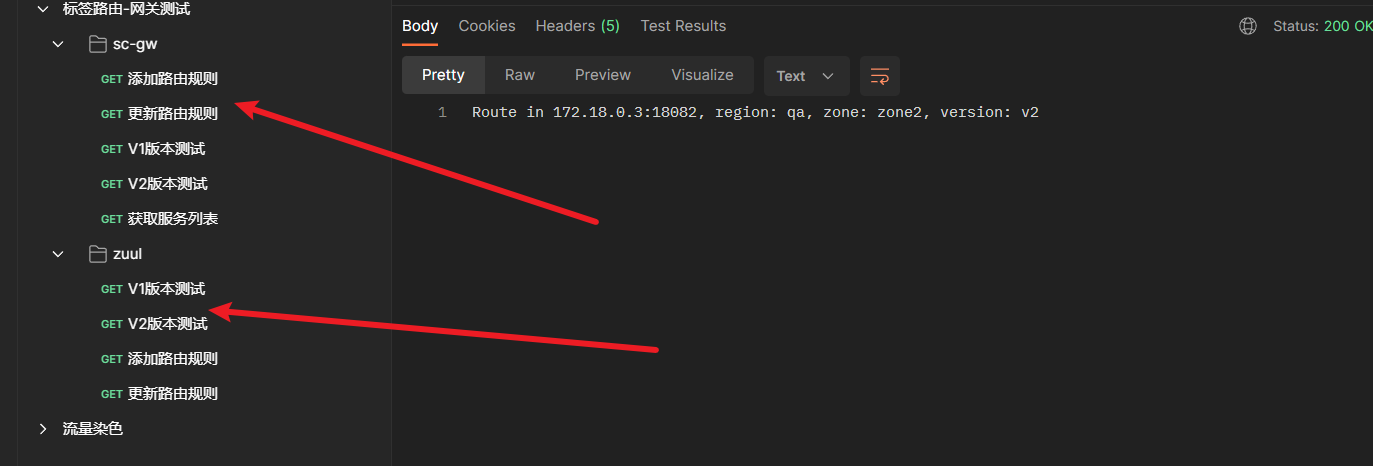 标签路由-网关测试
sc-gw
GET 添加路由规则
GET 更新路由规则
GET V1版本测试
GET V2版本测试
GET 获取服务列表
zuul
GET V1版本测试
GET V2版本测试
GET 添加路由规则
GET 更新路由规则
流量染色
Body Cookies Headers (5) Test Results Status: 200 OK
Pretty Raw Preview Visualize Text
1 Route in 172.18.0.3:18082, region: qa, zone: zone2, version: v2